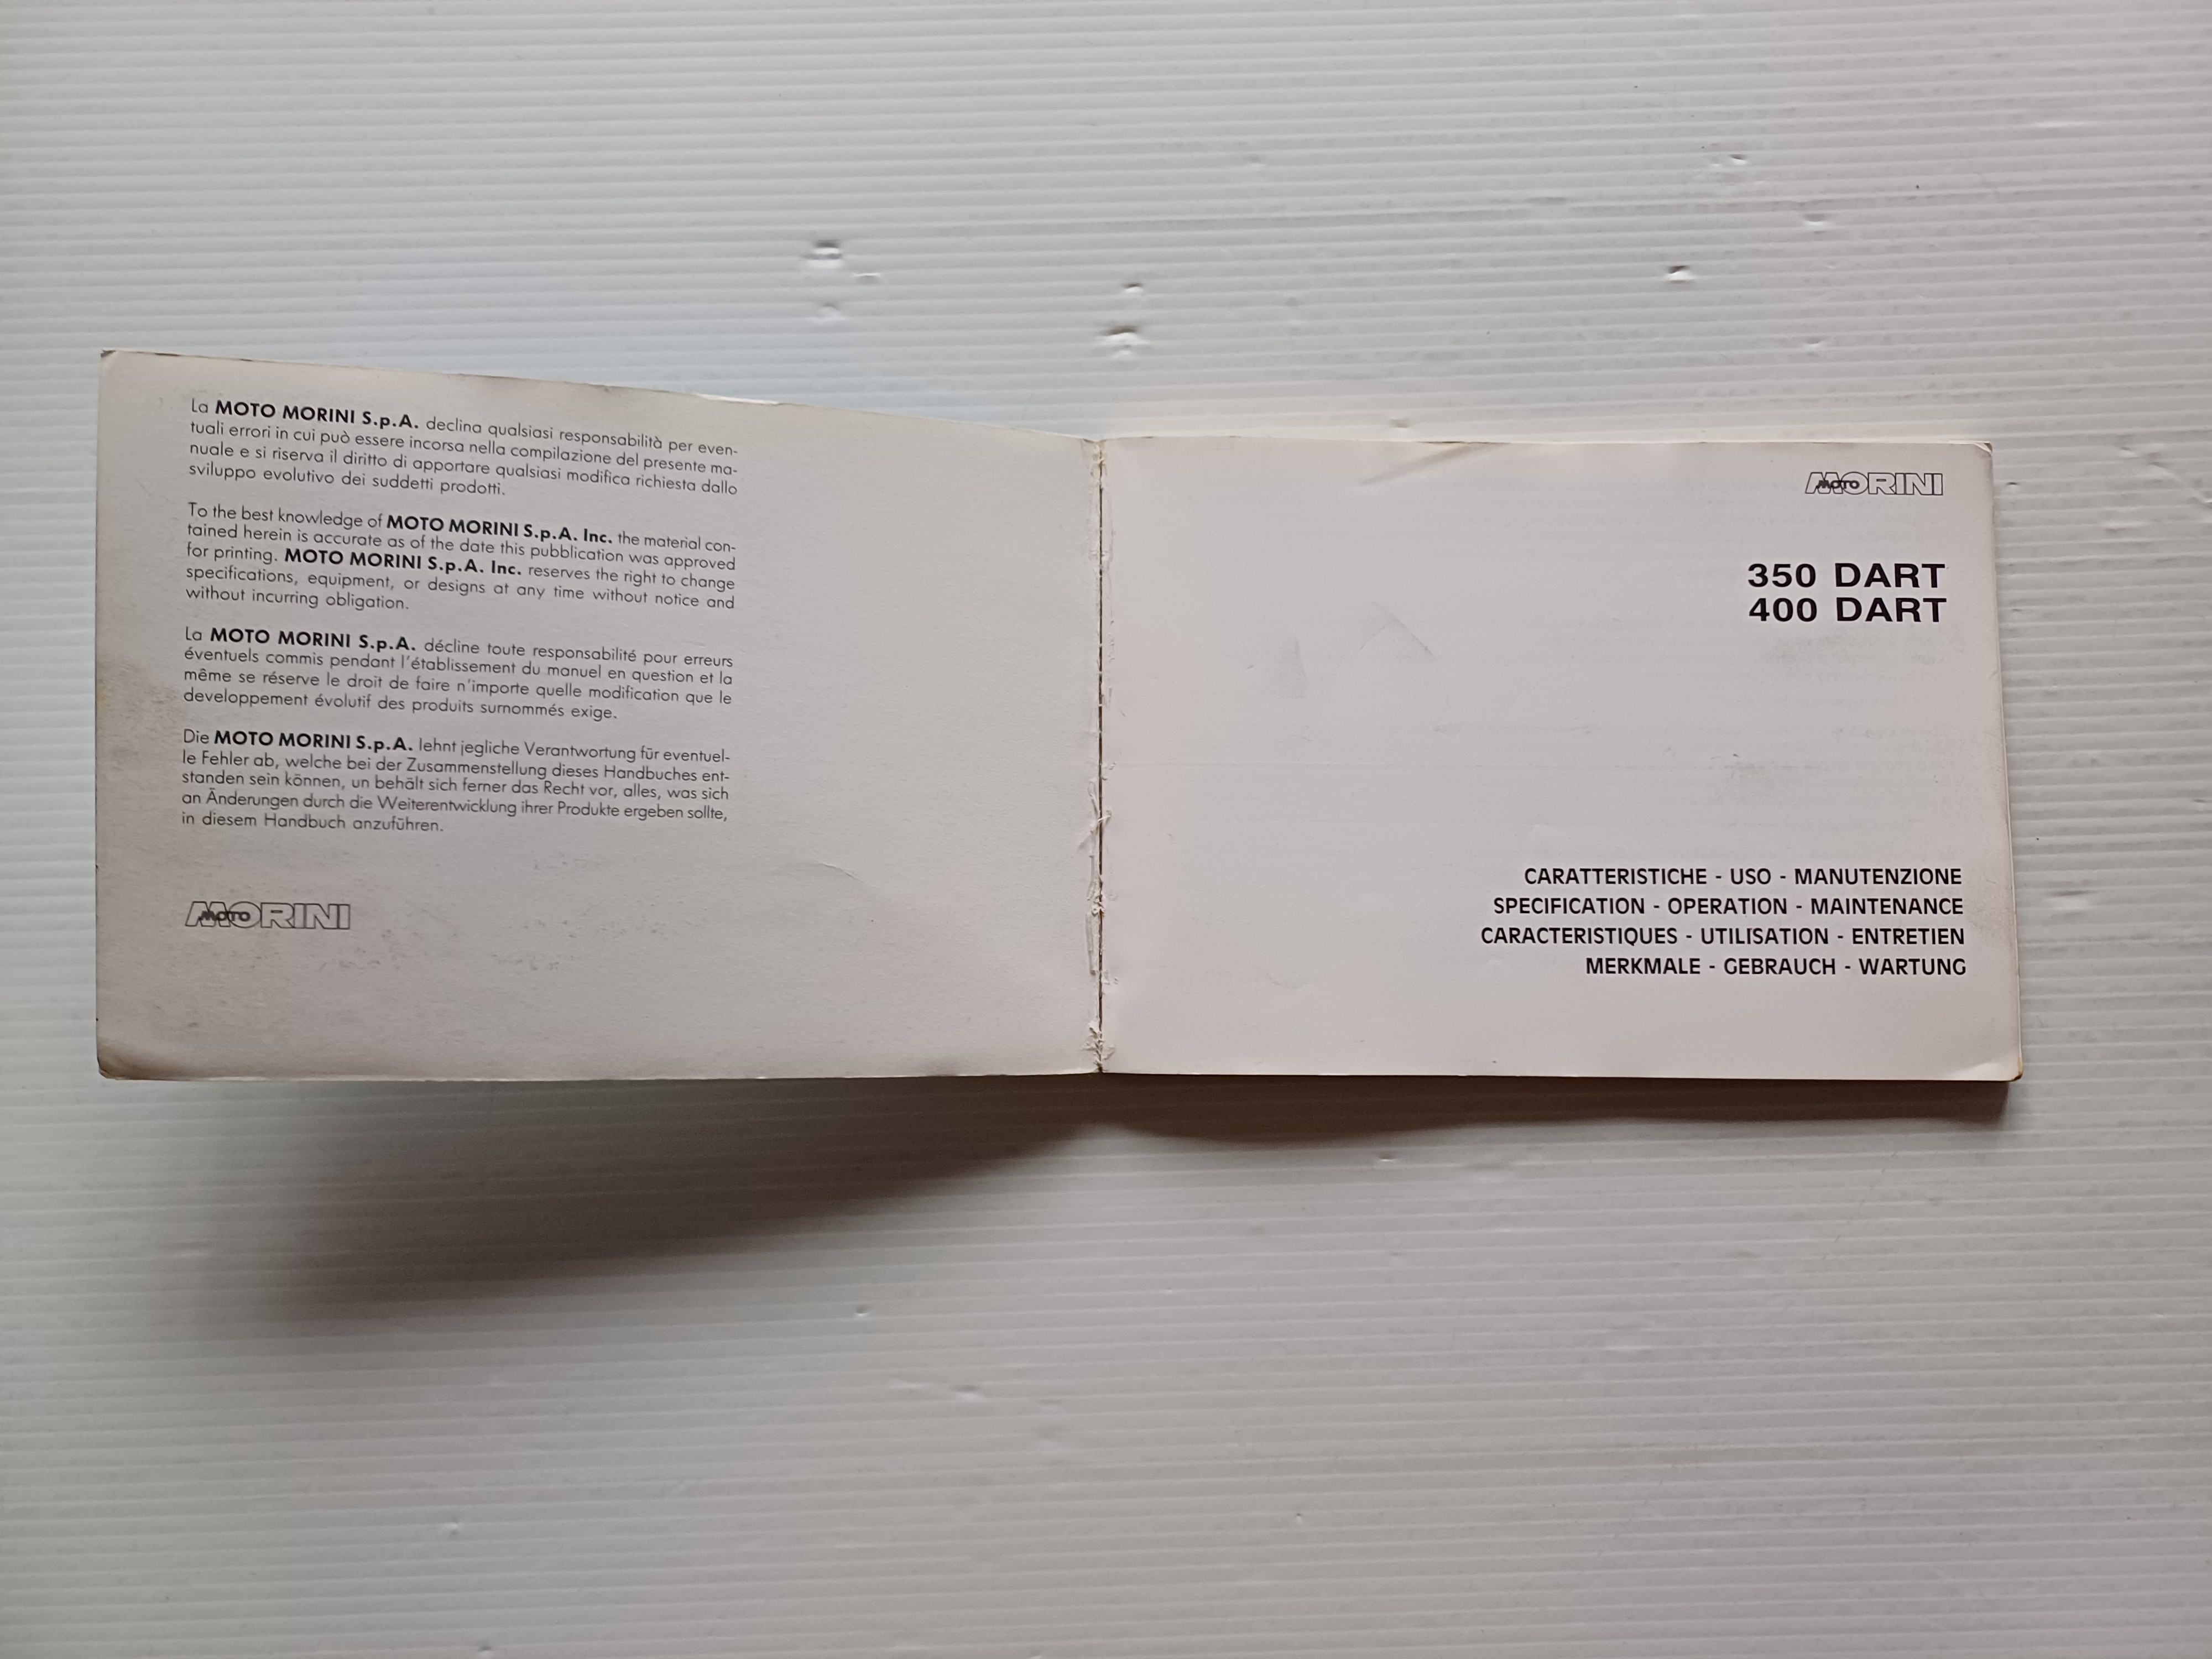 La MOTO MORINI S.p.A. declina qualsiasi responsabilità per even-
tuali errori in cui può essere incorsa nella compilazione del presente ma-
nuale e si riserva il diritto di apportare qualsiasi modifica richiesta dallo
sviluppo evolutivo dei suddetti prodotti.
To the best knowledge of MOTO MORINI S.p.A. Inc. the material con-
tained herein is accurate as of the date this pubblication was approved
for printing. MOTO MORINI S.p.A. Inc. reserves the right to change
specifications, equipment, or designs at any time without notice and
without incurring obligation.
La MOTO MORINI S.p.A. décline toute responsabilité pour erreurs
éventuels commis pendant l'établissement du manuel en question et la
même se réserve le droit de faire n'importe quelle modification que le
developpement évolutif des produits surnommés exige.
Die MOTO MORINI S.p.A. lehnt jegliche Verantwortung für eventuel-
le Fehler ab, welche bei der Zusammenstellung dieses Handbuches ent-
standen sein können, un behält sich ferner das Recht vor, alles, was sich
an Änderungen durch die Weiterentwicklung ihrer Produkte ergeben sollte,
in diesem Handbuch anzuführen.
MOTO MORINI
MOTO MORINI
350 DART
400 DART
CARATTERISTICHE - USO - MANUTENZIONE
SPECIFICATION - OPERATION - MAINTENANCE
CARACTERISTIQUES - UTILISATION - ENTRETIEN
MERKMALE - GEBRAUCH - WARTUNG